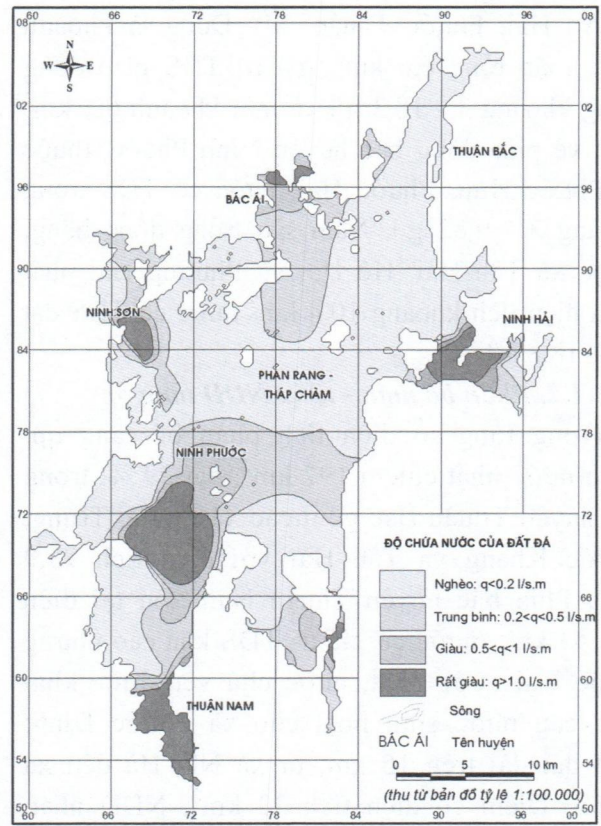 60 66 72 78 84 90 96 00
08 08
02 02
96 96
90 90
84 84
78 78
72 72
66 66
60 60
54 54
50 50
60 66 72 78 84 90 96 00
N
W E
S
THUẬN BẮC
BÁC ÁI
NINH SƠN
NINH HẢI
PHAN RANG -
THÁP CHÀM
NINH PHƯỚC
THUẬN NAM
ĐỘ CHỨA NƯỚC CỦA ĐẤT ĐÁ
Nghèo: q<0.2 l/s.m
Trung bình: 0.2<q<0.5 l/s.m
Giàu: 0.5<q<1 l/s.m
Rất giàu: q>1.0 l/s.m
Sông
BÁC ÁI Tên huyện
0 10 km
(thu từ bản đồ tỷ lệ 1:100.000)